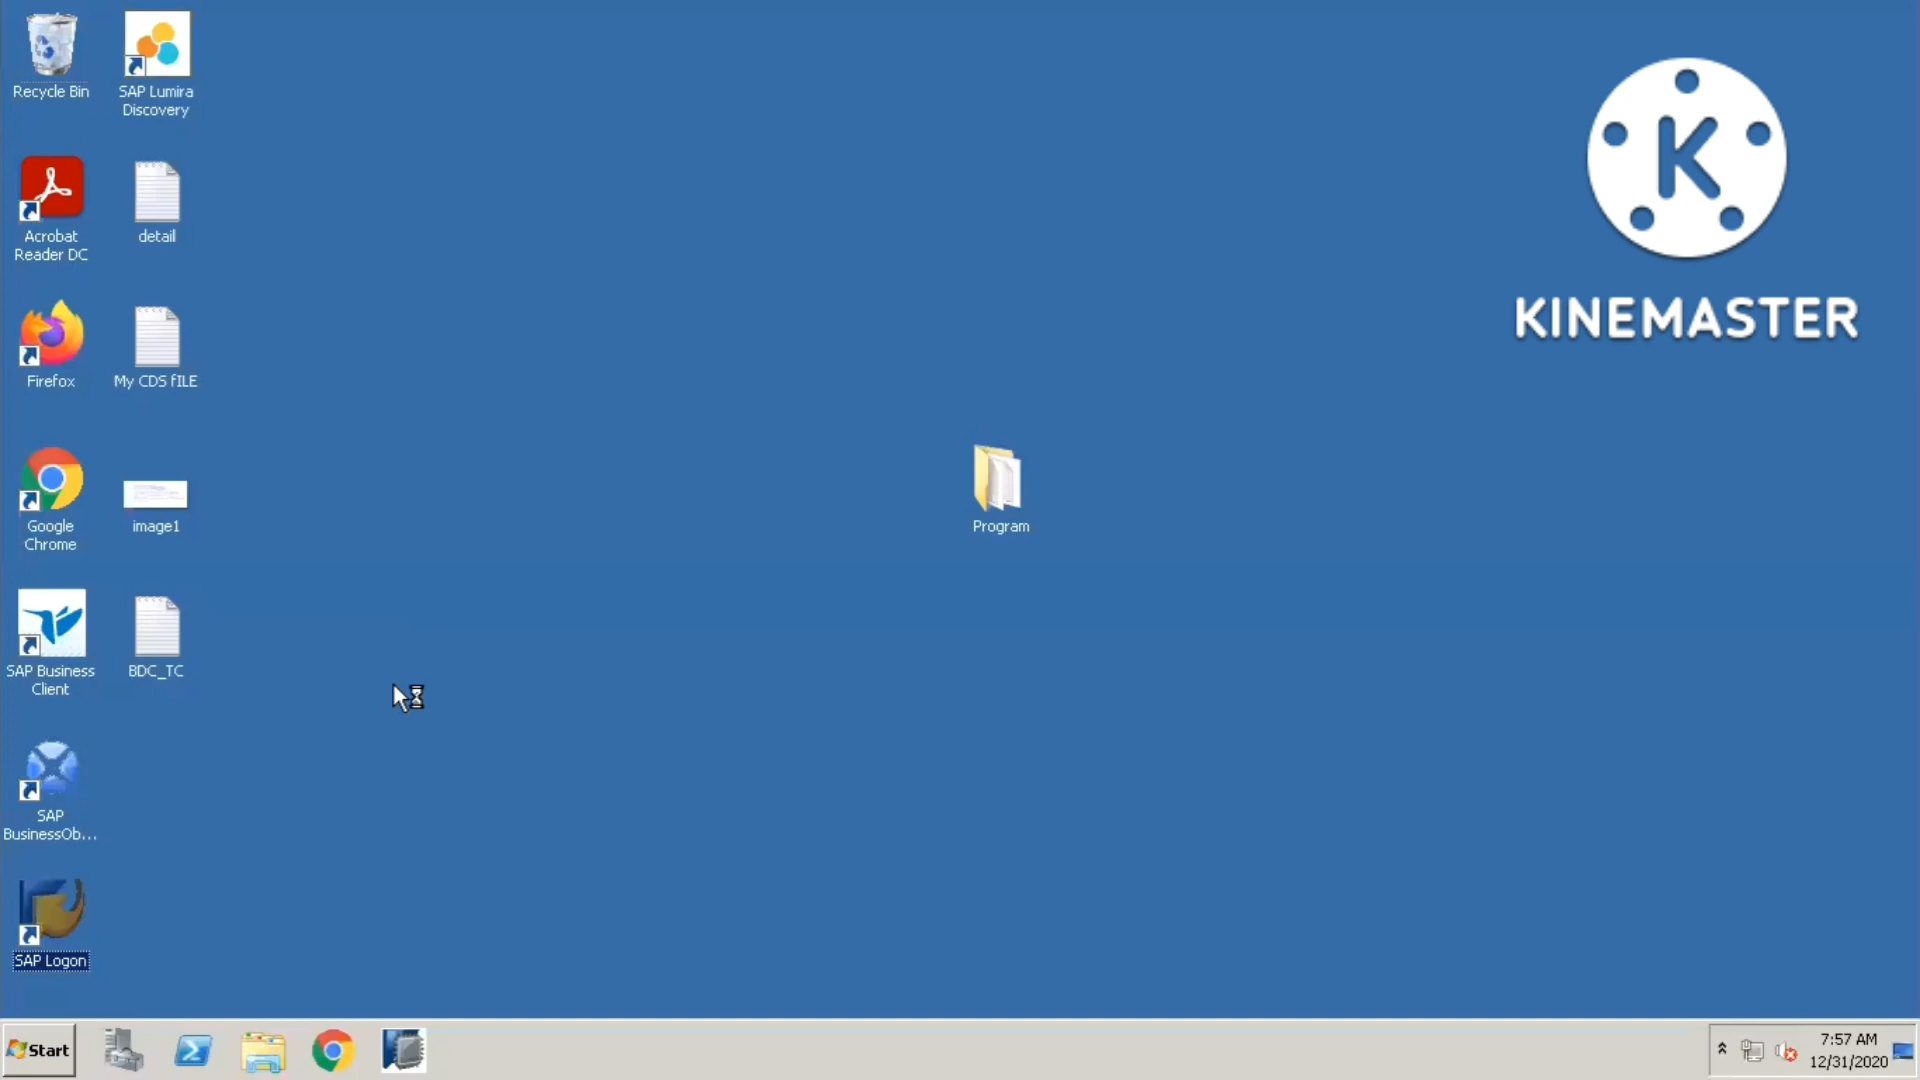 Recycle Bin
SAP Lumira
Discovery
K
KINEMASTER
Acrobat
Reader DC
detail
Firefox
My CDS fILE
Google
Chrome
image1
Program
SAP Business
Client
BDC_TC
SAP
BusinessOb...
SAP Logon
Start
7:57 AM
12/31/2020